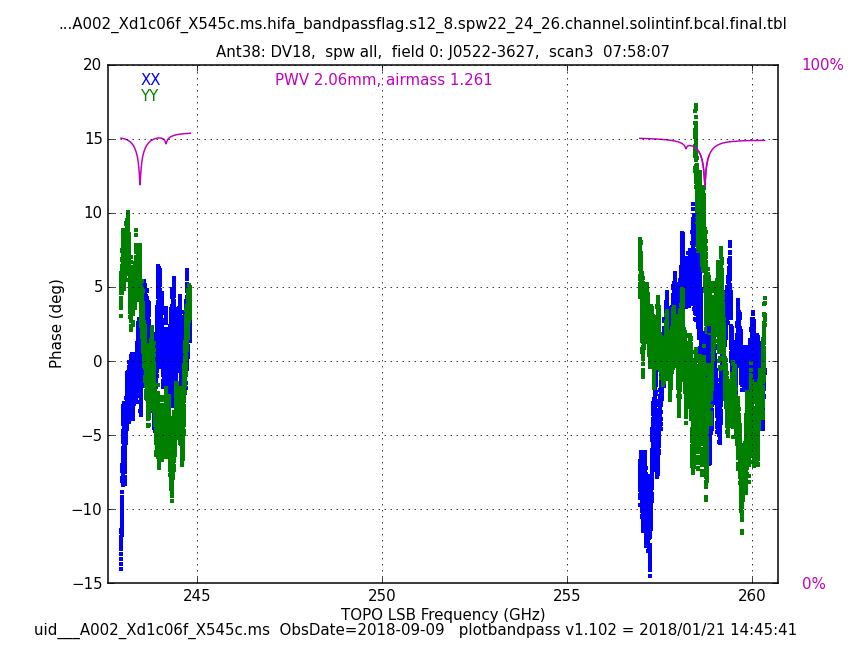 ...A002_Xd1c06f_X545c.ms.hifa_bandpassflag.s12_8.spw22_24_26.channel.solintinf.bcal.final.tbl
Ant38: DV18,  spw all,  field 0: J0522-3627,  scan3  07:58:07
20
100%
XX
PWV 2.06mm, airmass 1.261
YY
15
10
5
Phase (deg)
0
−5
−10
−15
0%
245
250
255
260
TOPO LSB Frequency (GHz)
uid___A002_Xd1c06f_X545c.ms  ObsDate=2018-09-09   plotbandpass v1.102 = 2018/01/21 14:45:41